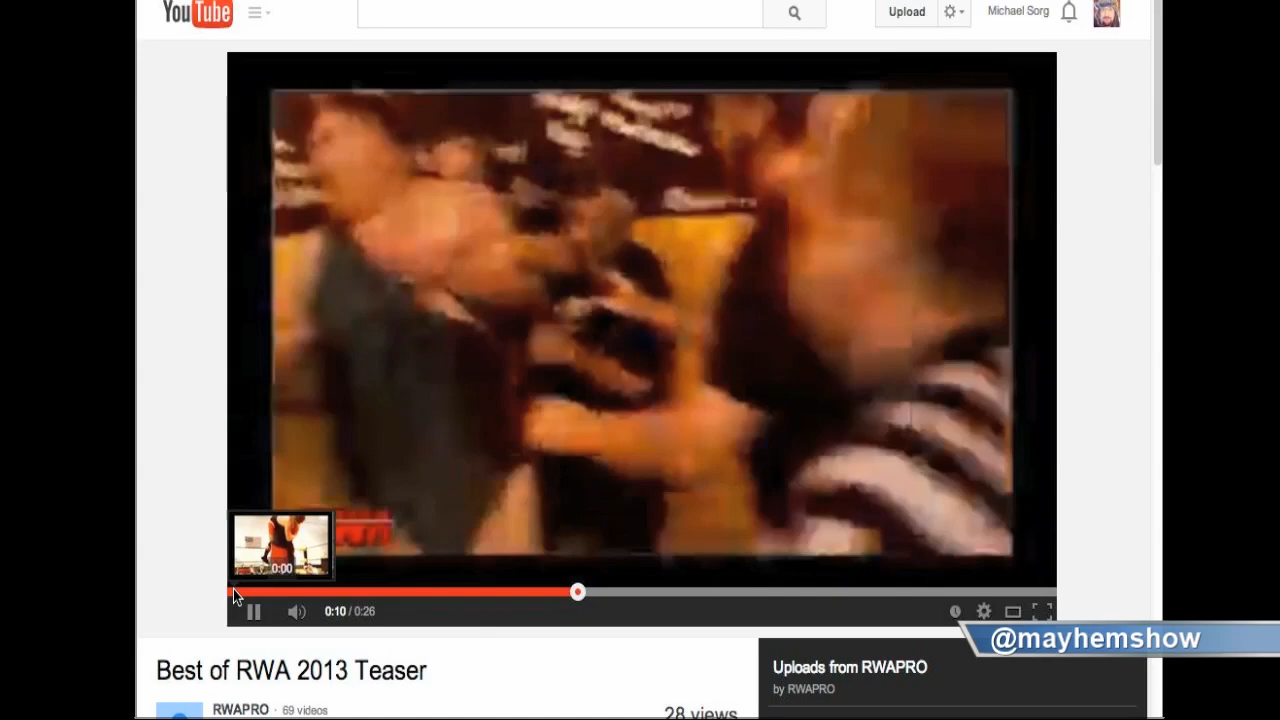 YouTube
Upload
Michael Sorg
0:00
0:10 / 0:26
@mayhemshow
Best of RWA 2013 Teaser
Uploads from RWAPRO
by RWAPRO
RWAPRO · 69 videos
28 views